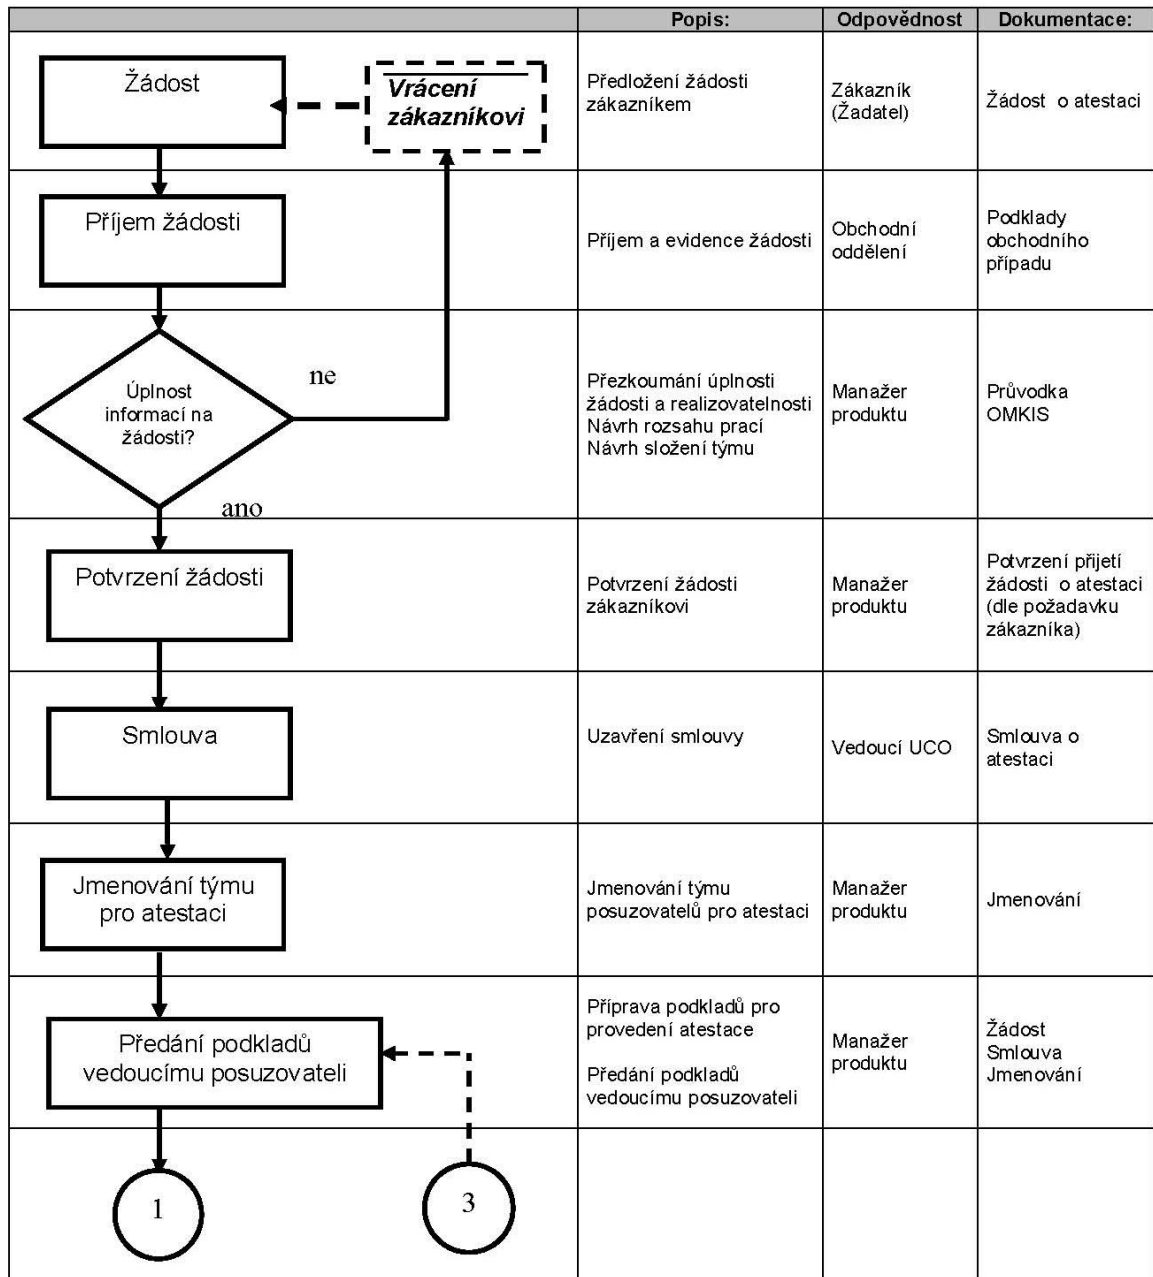 Popis: Odpovědnost Dokumentace:
Žádost
Vrácení
zákazníkovi
Předložení žádosti
zákazníkem
Zákazník
(Žadatel)
Žádost o atestaci
Příjem žádosti
Příjem a evidence žádosti
Obchodní
oddělení
Podklady
obchodního
případu
Úplnost
informací na
žádosti?
ne
ano
Přezkoumání úplnosti
žádosti a realizovatelnosti
Návrh rozsahu prací
Návrh složení týmu
Manažer
produktu
Průvodka
OMKIS
Potvrzení žádosti
Potvrzení žádosti
zákazníkovi
Manažer
produktu
Potvrzení přijetí
žádosti o atestaci
(dle požadavku
zákazníka)
Smlouva
Uzavření smlouvy
Vedoucí UCO
Smlouva o
atestaci
Jmenování týmu
pro atestaci
Jmenování týmu
posuzovatelů pro atestaci
Manažer
produktu
Jmenování
Předání podkladů
vedoucímu posuzovateli
Příprava podkladů pro
provedení atestace
Předání podkladů
vedoucímu posuzovateli
Manažer
produktu
Žádost
Smlouva
Jmenování
1
3